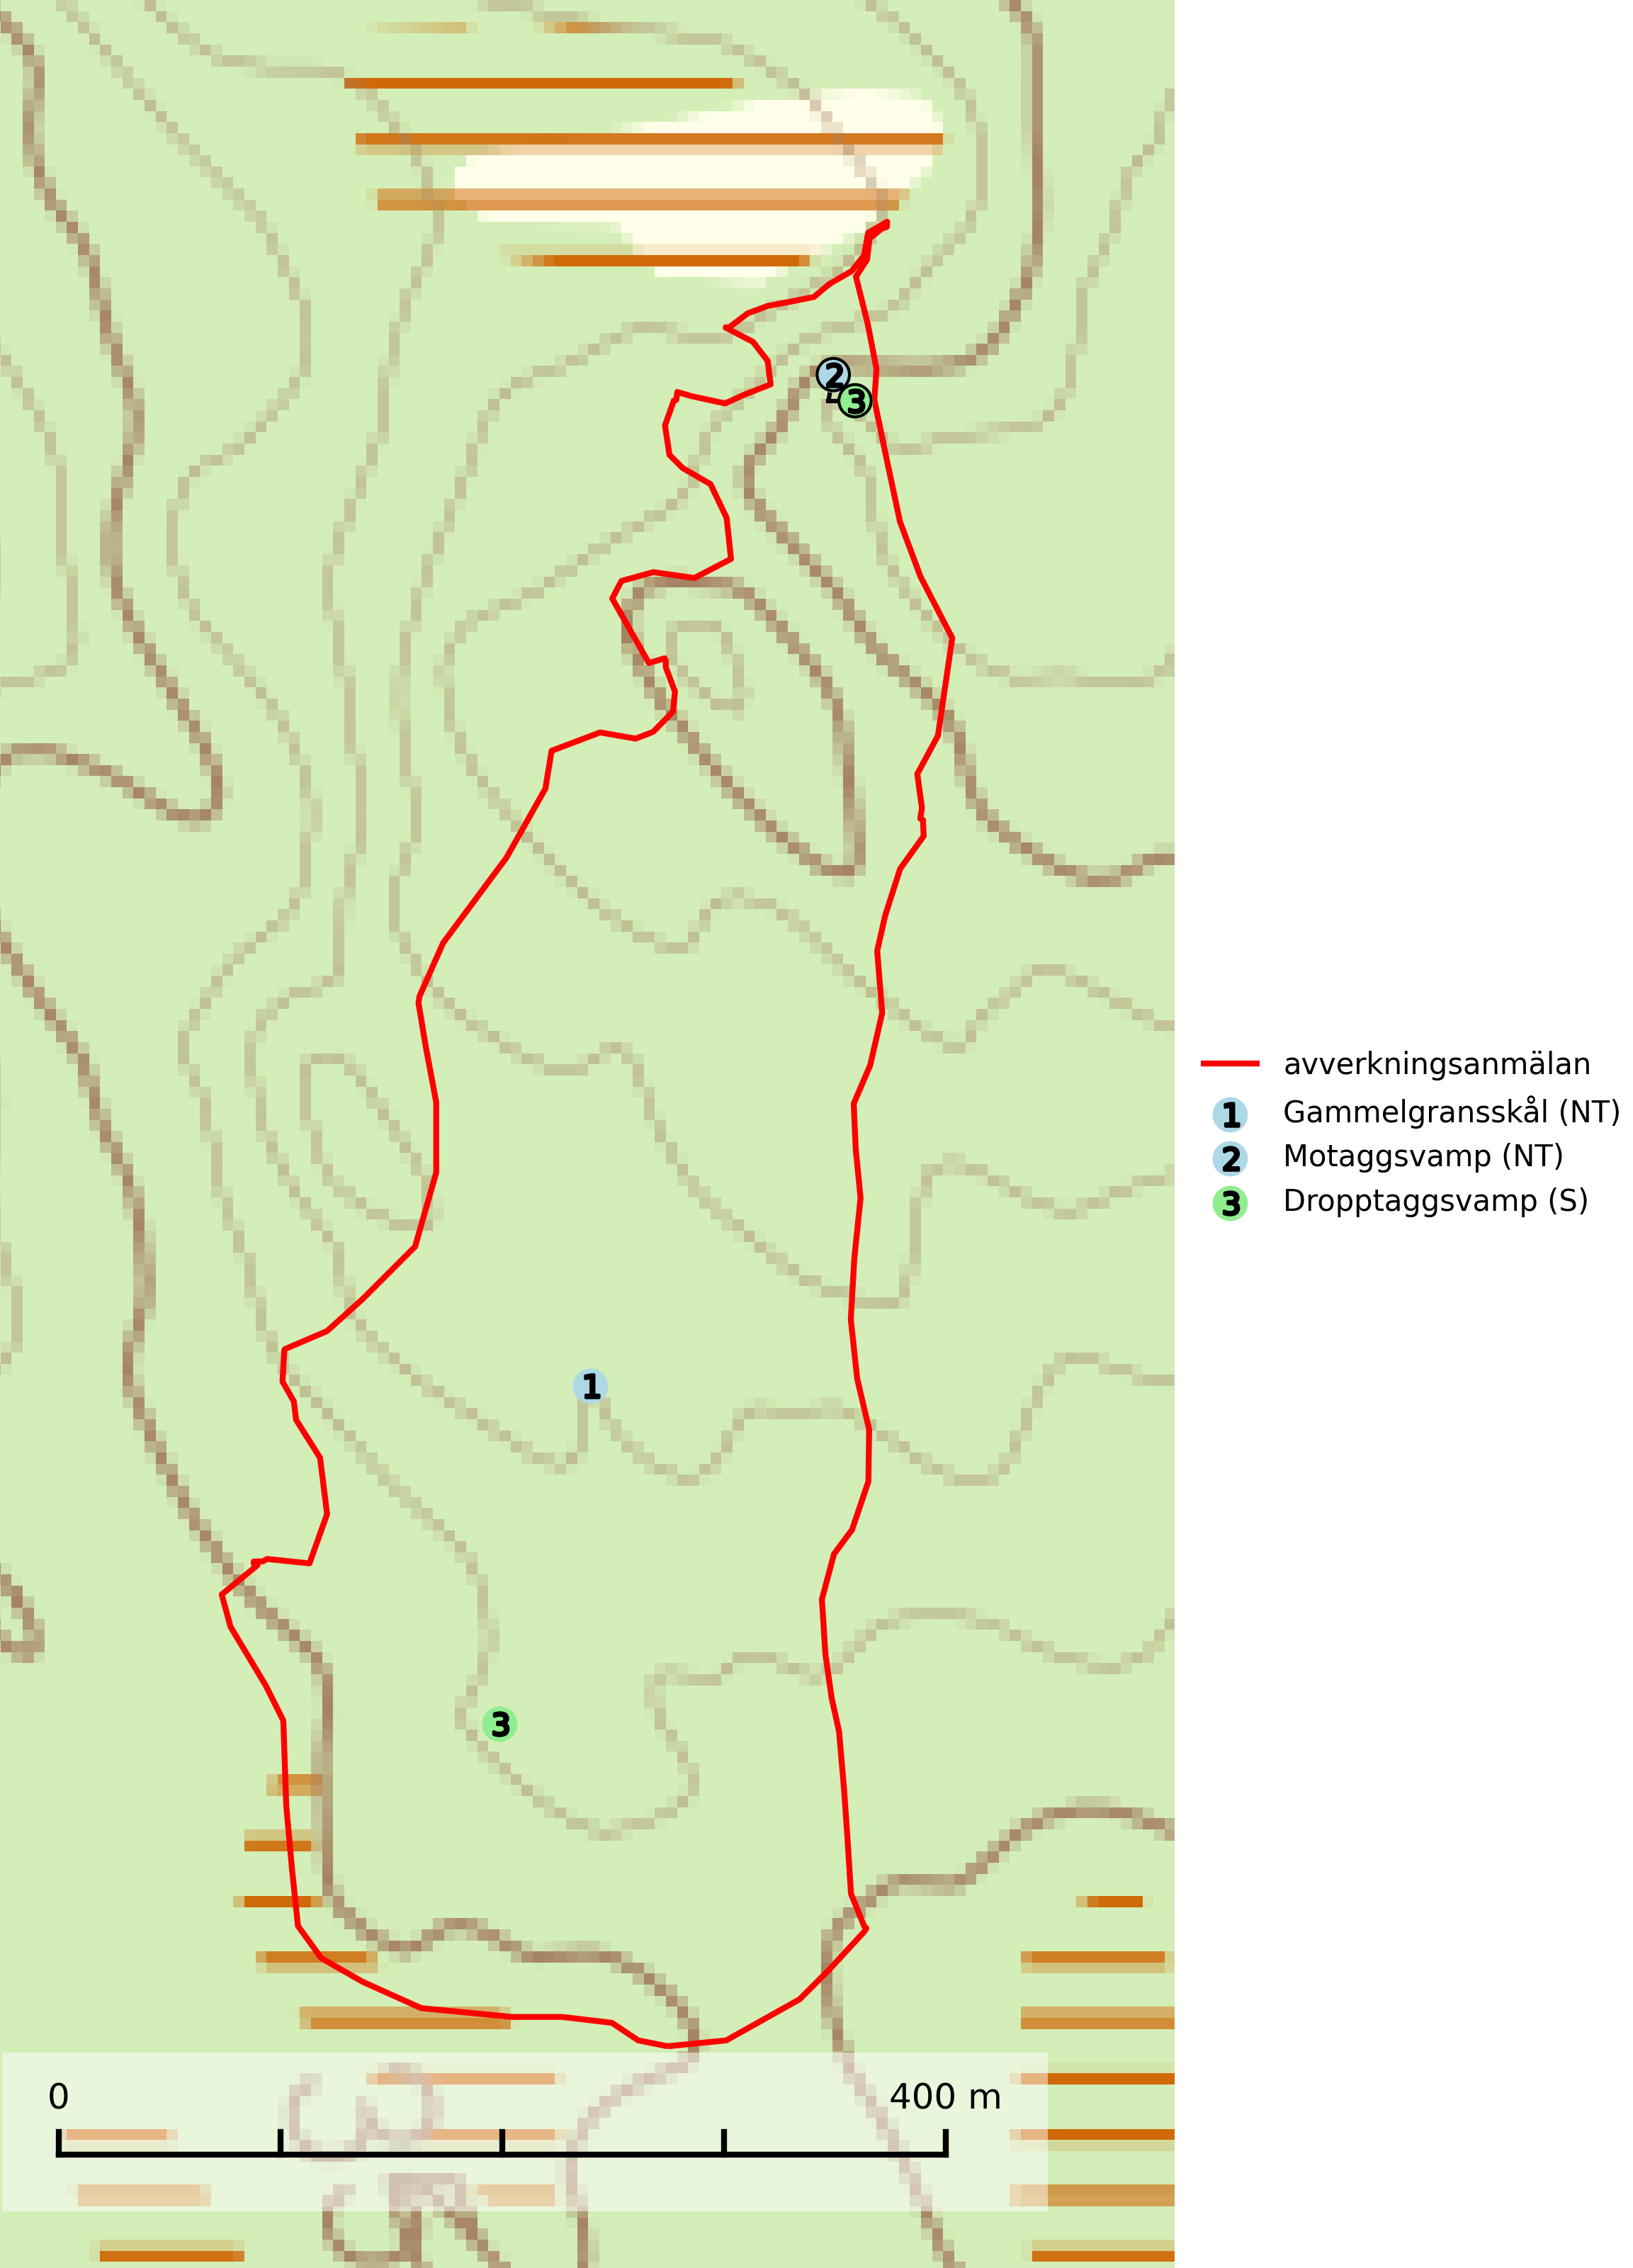 2
3
avverkningsanmälan
1 Gammelgransskål (NT)
2 Motaggsvamp (NT)
3 Dropptaggsvamp (S)
1
3
0 400 m